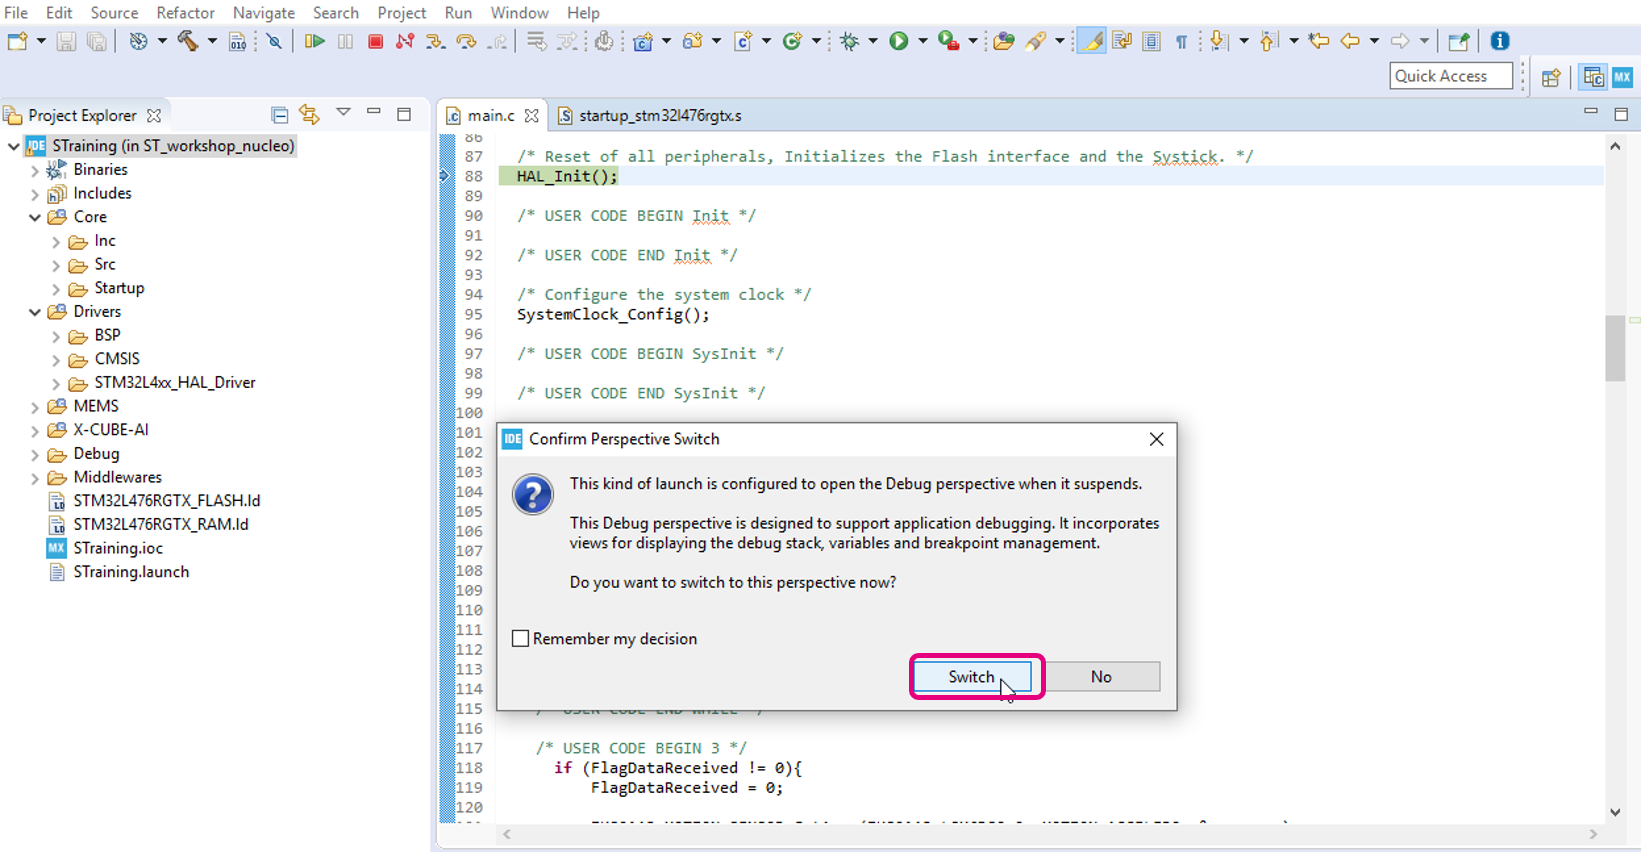 File Edit Source Refactor Navigate Search Project Run Window Help
010
Quick Access
MX
Project Explorer
main.c
startup_stm32l476rgtx.s
IDE STraining (in ST_workshop_nucleo)
Binaries
Includes
Core
Inc
Src
Startup
Drivers
BSP
CMSIS
STM32L4xx_HAL_Driver
MEMS
X-CUBE-AI
Debug
Middlewares
STM32L476RGTX_FLASH.ld
STM32L476RGTX_RAM.ld
MX STraining.ioc
STraining.launch
86
87 /* Reset of all peripherals, Initializes the Flash interface and the Systick. */
88 HAL_Init();
89
90 /* USER CODE BEGIN Init */
91
92 /* USER CODE END Init */
93
94 /* Configure the system clock */
95 SystemClock_Config();
96
97 /* USER CODE BEGIN SysInit */
98
99 /* USER CODE END SysInit */
100
101
102
103
104
105
106
107
108
109
110
111
112
113
114
115 /* USER CODE END WHILE */
116
117 /* USER CODE BEGIN 3 */
118 if (FlagDataReceived != 0){
119 FlagDataReceived = 0;
120
IDE Confirm Perspective Switch
This kind of launch is configured to open the Debug perspective when it suspends.
This Debug perspective is designed to support application debugging. It incorporates
views for displaying the debug stack, variables and breakpoint management.
Do you want to switch to this perspective now?
Remember my decision
Switch
No